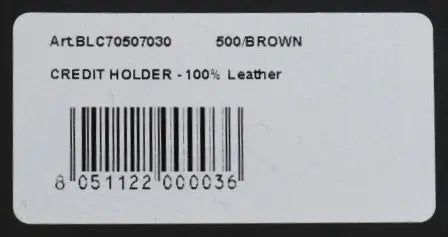 Art.BLC70507030 500/BROWN
CREDIT HOLDER -100% Leather
8 051122 000036